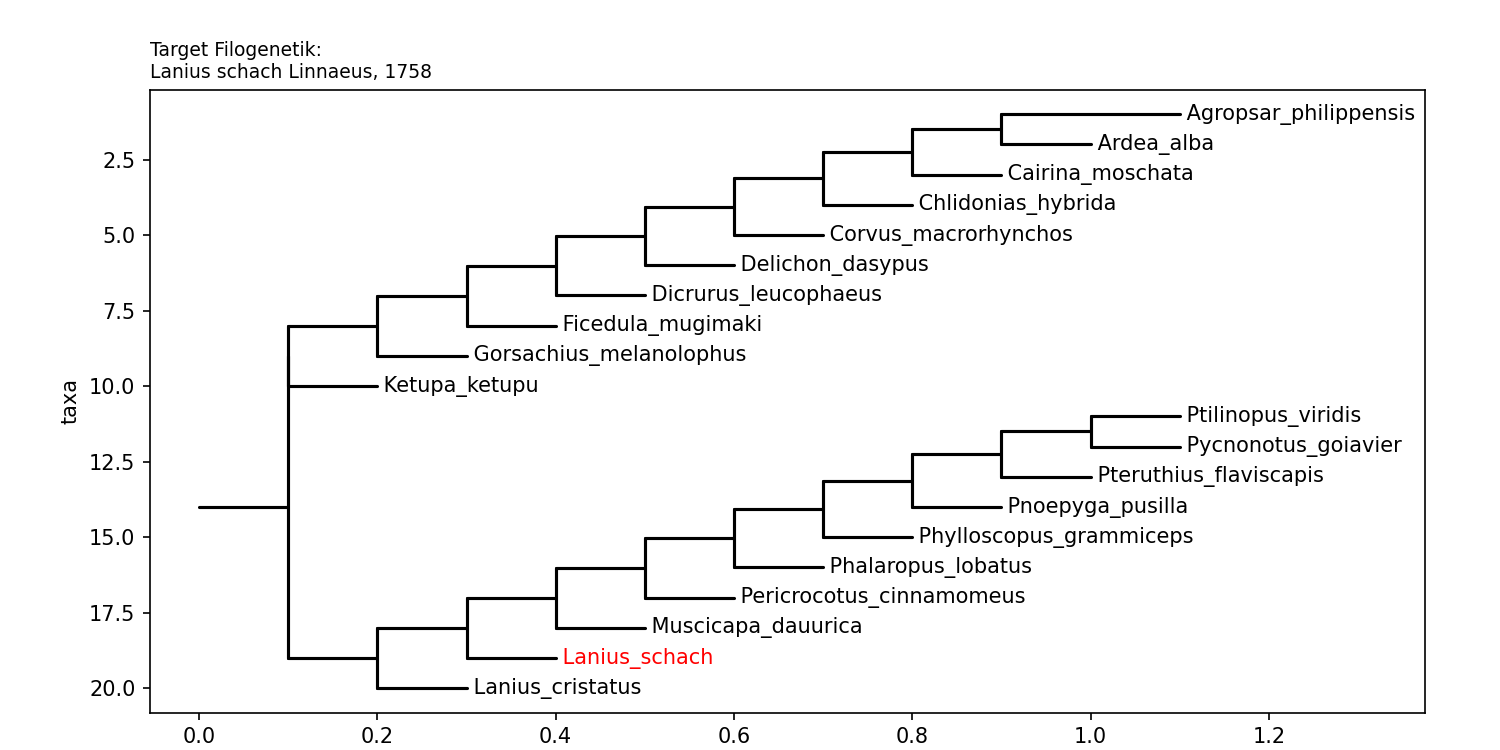 Target Filogenetik:
Lanius schach Linnaeus, 1758
Agropsar_philippensis
Ardea_alba
2.5
Cairina_moschata
Chlidonias_hybrida
5.0
Corvus_macrorhynchos
Delichon_dasypus
Dicrurus_leucophaeus
7.5
Ficedula_mugimaki
Gorsachius_melanolophus
10.0
Ketupa_ketupu
taxa
Ptilinopus_viridis
Pycnonotus_goiavier
12.5
Pteruthius_flaviscapis
Pnoepyga_pusilla
15.0
Phylloscopus_grammiceps
Phalaropus_lobatus
Pericrocotus_cinnamomeus
17.5
Muscicapa_dauurica
Lanius_schach
20.0
Lanius_cristatus
0.0 0.2 0.4 0.6 0.8 1.0 1.2